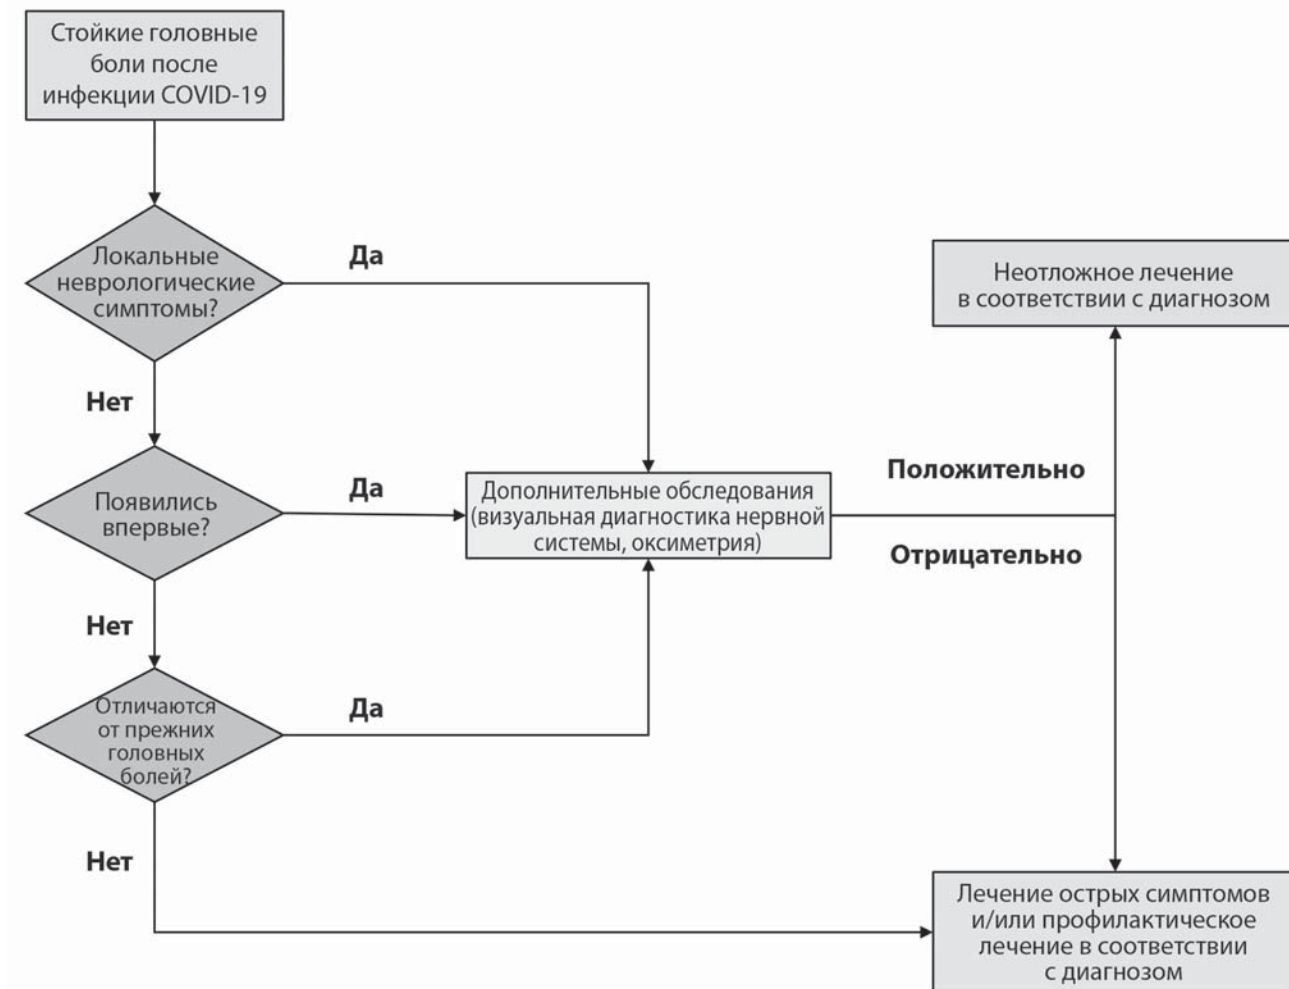 Стойкие головные
боли после
инфекции COVID-19
Локальные
неврологические
симптомы?
Да
Неотложное лечение
в соответствии с диагнозом
Нет
Появились
впервые?
Да
Дополнительные обследования
(визуальная диагностика нервной
системы, оксиметрия)
Положительно
Отрицательно
Нет
Отличаются
от прежних
головных
болей?
Да
Нет
Лечение острых симптомов
и/или профилактическое
лечение в соответствии
с диагнозом